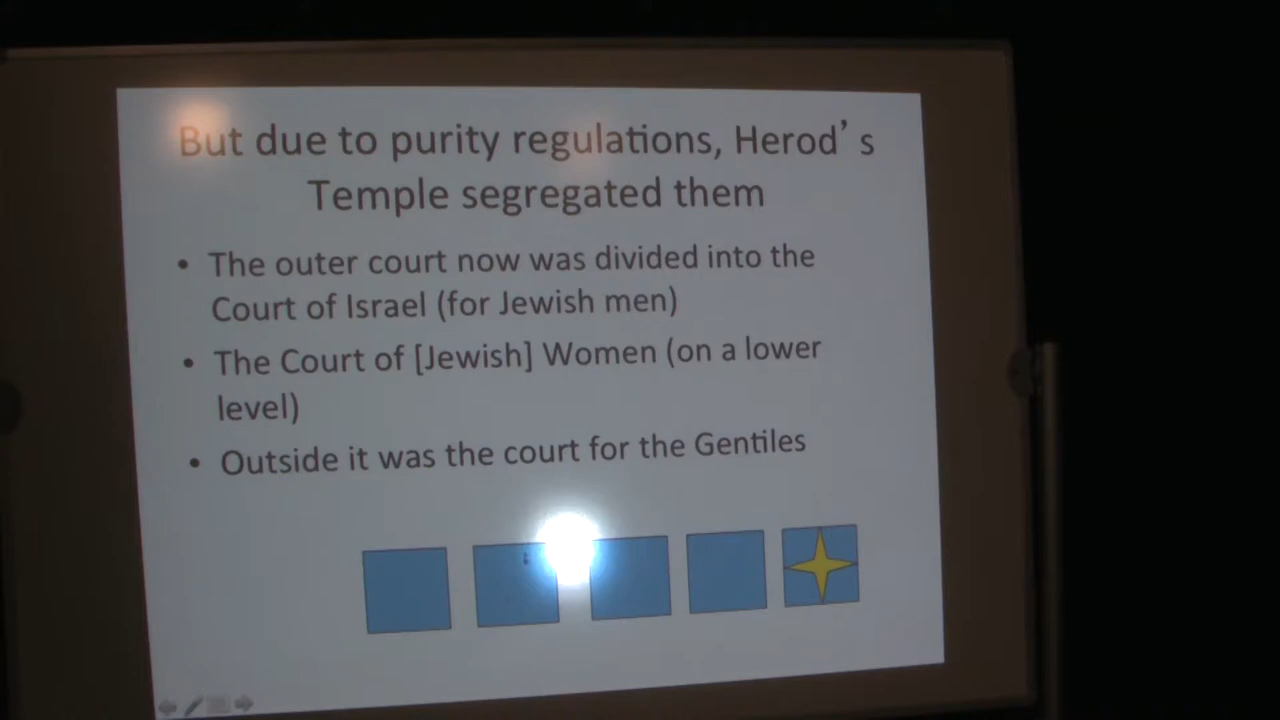 But due to purity regulations, Herod's
Temple segregated them
• The outer court now was divided into the
Court of Israel (for Jewish men)
• The Court of [Jewish] Women (on a lower
level)
• Outside it was the court for the Gentiles